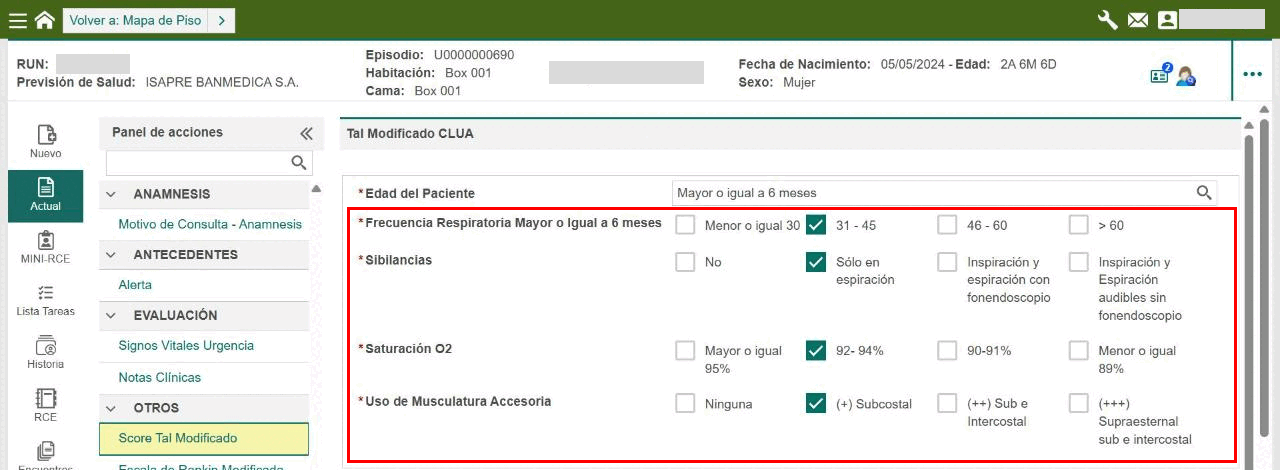 Volver a: Mapa de Piso
RUN:
Previsión de Salud: ISAPRE BANMEDICA S.A.
Episodio: U0000000690
Habitación: Box 001
Cama: Box 001
Fecha de Nacimiento: 05/05/2024 - Edad: 2A 6M 6D
Sexo: Mujer
2
Nuevo
Actual
MINI-RCE
Lista Tareas
Historia
RCE
Encuentros
Panel de acciones
ANAMNESIS
Motivo de Consulta - Anamnesis
ANTECEDENTES
Alerta
EVALUACIÓN
Signos Vitales Urgencia
Notas Clínicas
OTROS
Score Tal Modificado
Escala de Rankin Modificada
Tal Modificado CLUA
*Edad del Paciente
Mayor o igual a 6 meses
*Frecuencia Respiratoria Mayor o Igual a 6 meses
Menor o igual 30
31 - 45
46 - 60
> 60
*Sibilancias
No
Sólo en
espiración
Inspiración y
espiración con
fonendoscopio
Inspiración y
Espiración
audibles sin
fonendoscopio
*Saturación O2
Mayor o igual
95%
92- 94%
90-91%
Menor o igual
89%
*Uso de Musculatura Accesoria
Ninguna
(+) Subcostal
(++) Sub e
Intercostal
(+++)
Supraesternal
sub e intercostal